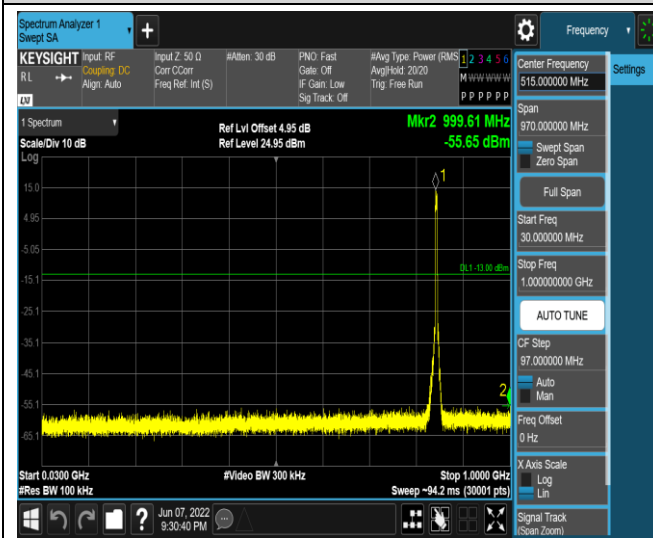 Spectrum Analyzer 1
Swept SA
+
Frequency
KEYSIGHT
RL
LXI
Input: RF
Coupling: DC
Align: Auto
Input Z: 50 Ω
Corr CCorr
Freq Ref: Int (S)
#Atten: 30 dB
PNO: Fast
Gate: Off
IF Gain: Low
Sig Track: Off
#Avg Type: Power (RMS
Avg|Hold: 20/20
Trig: Free Run
1 2 3 4 5 6
M W W W W W
P P P P P P
1 Spectrum
Scale/Div 10 dB
Log
Ref Lvl Offset 4.95 dB
Ref Level 24.95 dBm
Mkr2 999.61 MHz
-55.65 dBm
15.0
4.95
-5.05
-15.1
-25.1
-35.1
-45.1
-55.1
-65.1
1
DL1 -13.00 dBm
2
Start 0.0300 GHz
#Res BW 100 kHz
#Video BW 300 kHz
Stop 1.0000 GHz
Sweep ~94.2 ms (30001 pts)
?
Jun 07, 2022
9:30:40 PM
Center Frequency
515.000000 MHz
Span
970.000000 MHz
Swept Span
Zero Span
Full Span
Start Freq
30.000000 MHz
Stop Freq
1.000000000 GHz
AUTO TUNE
CF Step
97.000000 MHz
Auto
Man
Freq Offset
0 Hz
X Axis Scale
Log
Lin
Signal Track
(Span Zoom)
Settings